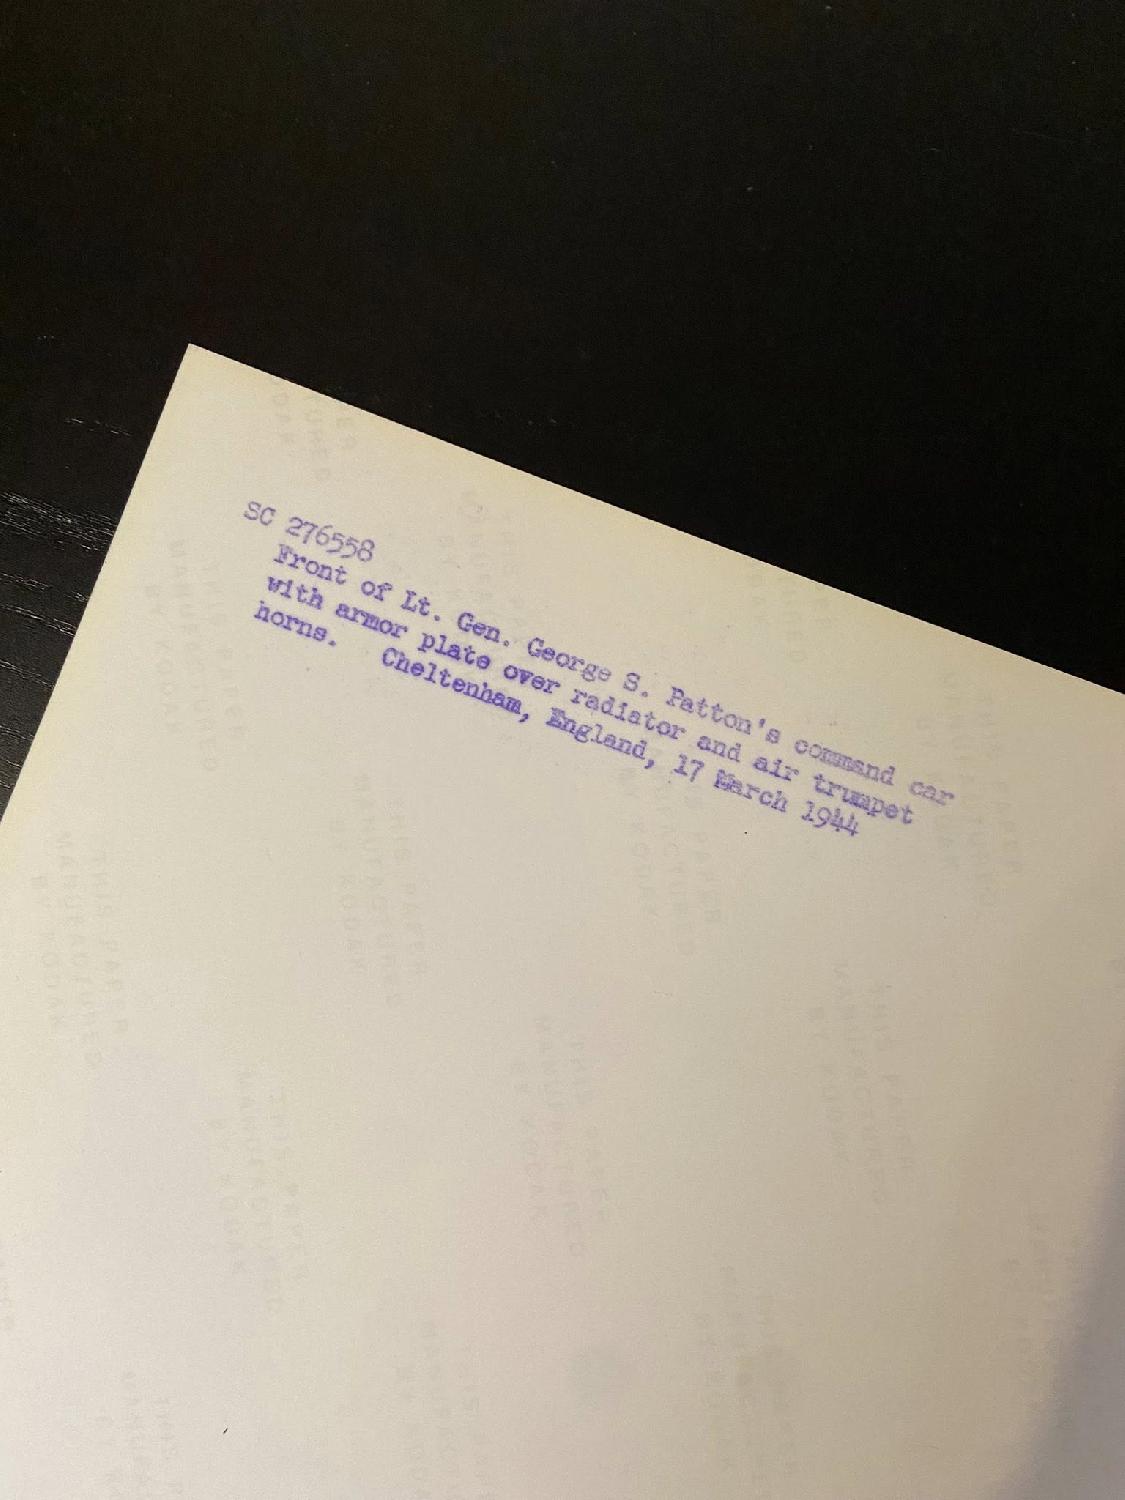 SC 276558
Front of Lt. Gen. George S. Patton's command car
with armor plate over radiator and air trumpet
horns. Cheltenham, England, 17 March 1944